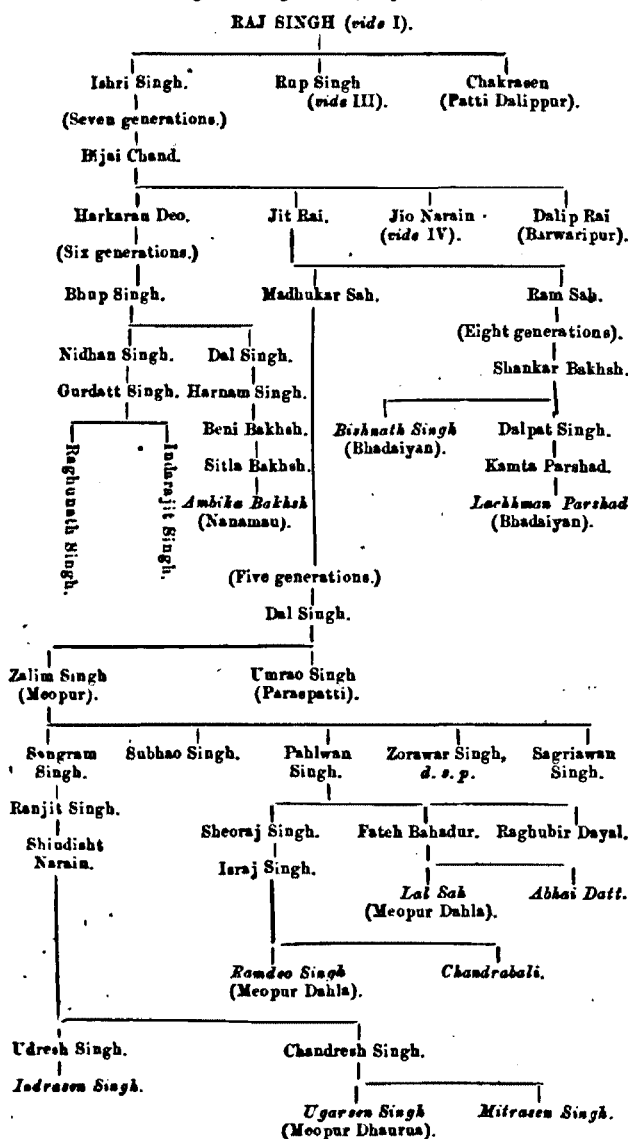 RAJ SINGH (vide I).
Ishri Singh. Rup Singh Chakrasen
(vide III). (Patti Dalippur).
(Seven generations.)
Bijai Chand.
Harkaran Deo. Jit Rai. Jio Narain Dalip Rai
(vide IV). (Barwaripur).
(Six generations.)
Bhup Singh. Madhukar Sah. Ram Sah.
(Eight generations).
Nidhan Singh. Dal Singh.
Shankar Bakhsh.
Gurdatt Singh. Harnam Singh.
Beni Bakhsh. Bishnath Singh Dalpat Singh.
(Bhadaiyan).
Raghunath Singh. Indarajit Singh.
Sitla Bakhsh. Kamta Parshad.
Ambika Bakhsh Lachhman Parshad
(Nanamau). (Bhadaiyan).
(Five generations.)
Dal Singh.
Zalim Singh Umrao Singh
(Meopur). (Paraspatti).
Sangram Subhao Singh. Pahlwan Zorawar Singh, Sagriawan
Singh. Singh. d. s. p. Singh.
Ranjit Singh.
Sheoraj Singh. Fateh Bahadur. Raghubir Dayal.
Shiudisht
Narain. Israj Singh.
Lal Sah Abhai Datt.
(Meopur Dahla).
Ramdeo Singh Chandrabali.
(Meopur Dahla).
Udresh Singh. Chandresh Singh.
Indrasen Singh.
Ugarsen Singh Mitrasen Singh.
(Meopur Dhaurua).